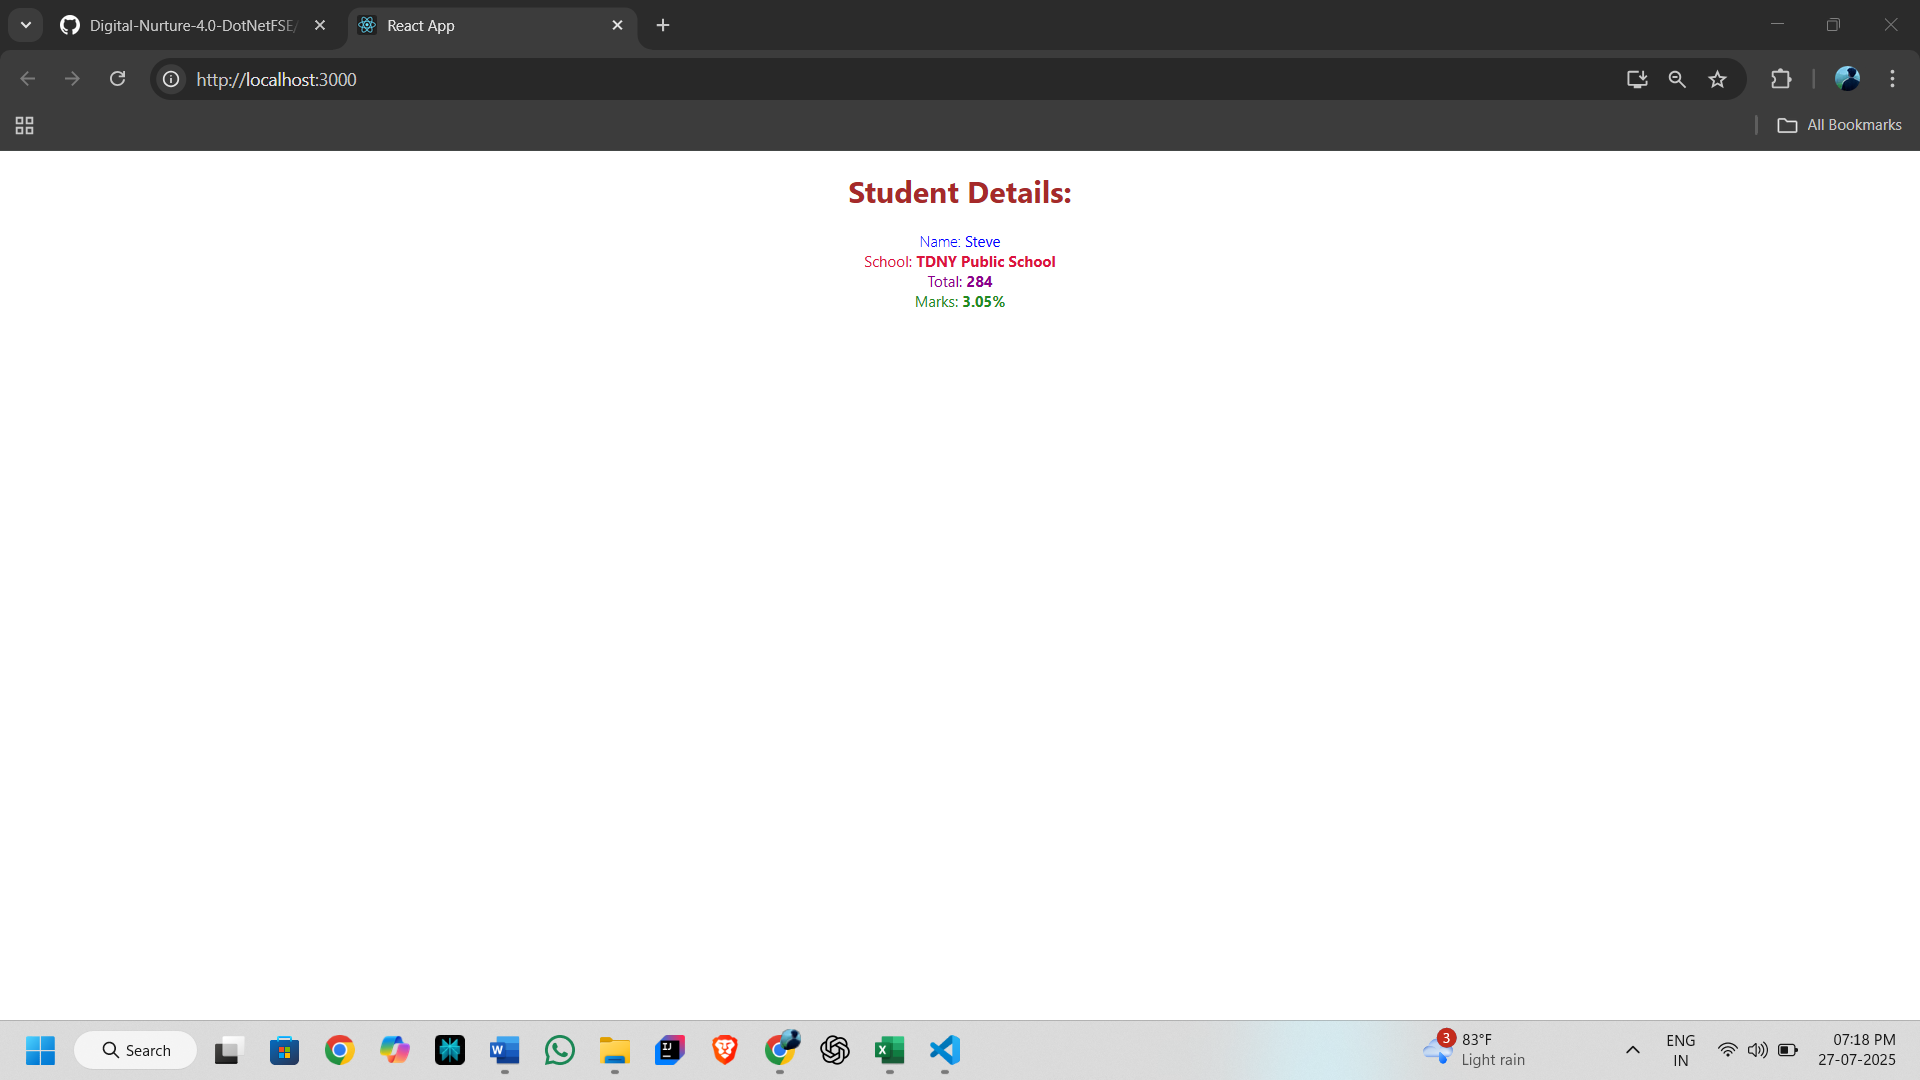 Digital-Nurture-4.0-DotNetFSE/
React App
http://localhost:3000
All Bookmarks
Student Details:
Name: Steve
School: TDNY Public School
Total: 284
Marks: 3.05%
Search
3
83°F
Light rain
ENG
IN
07:18 PM
27-07-2025